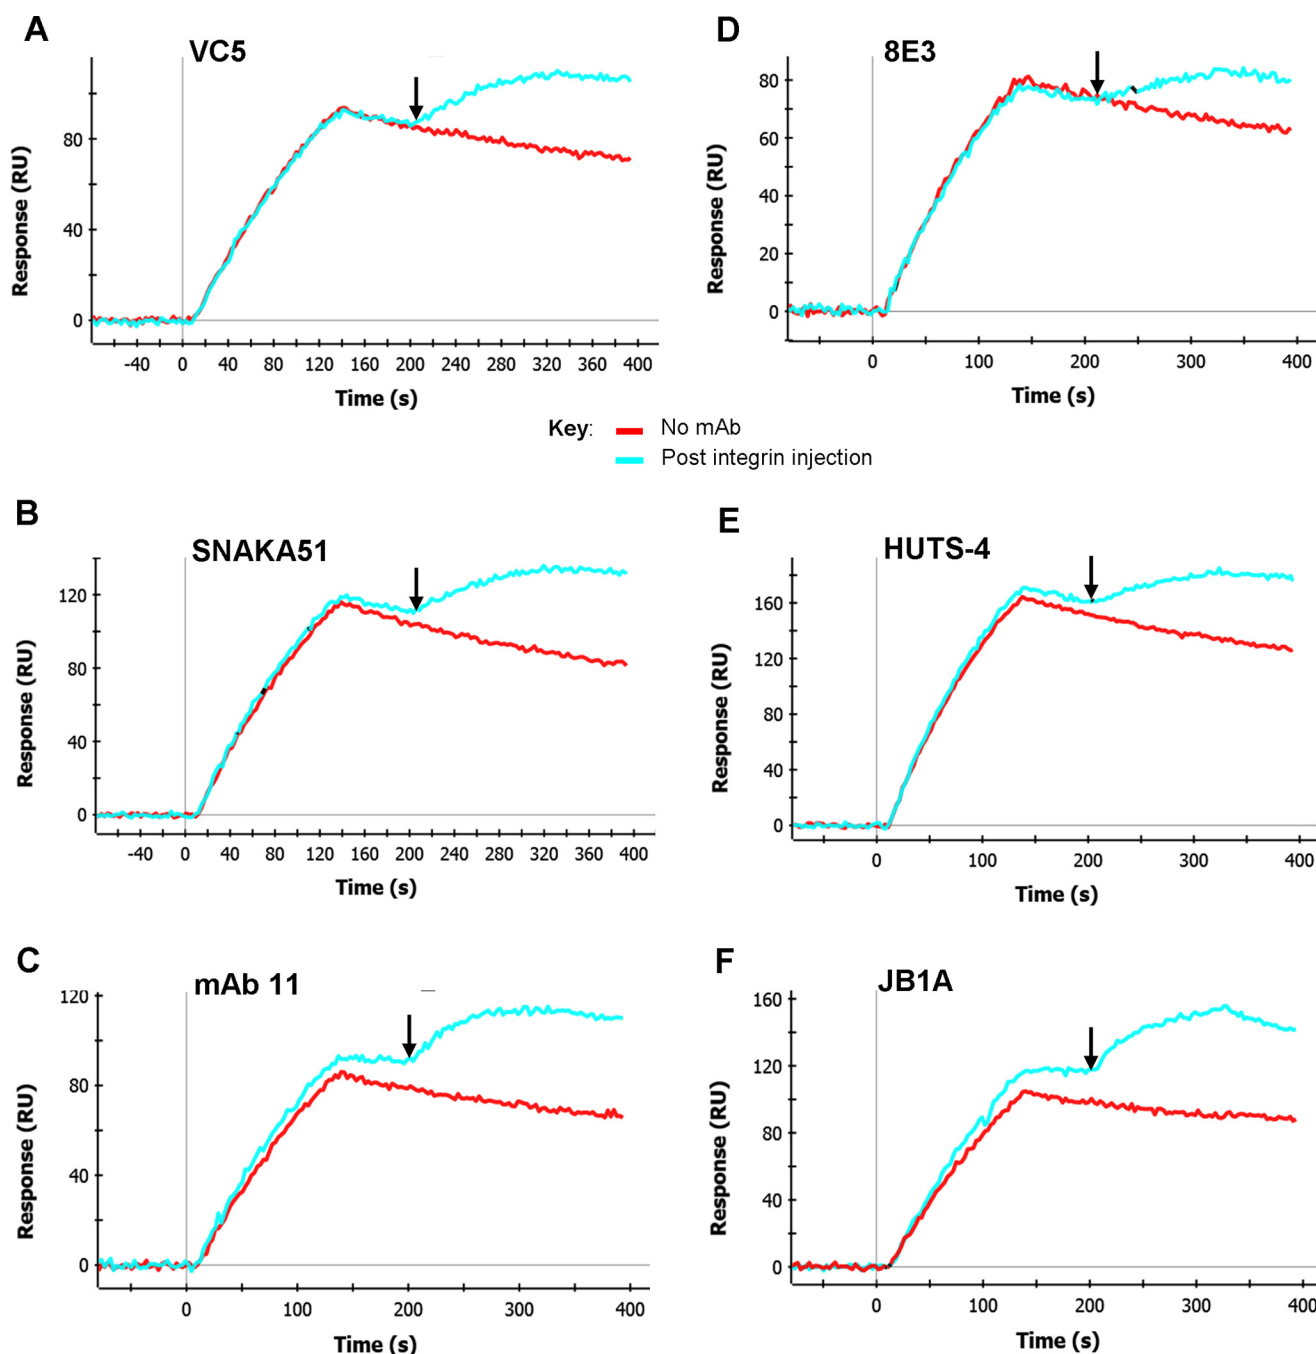 A
VC5
Response (RU)
80
40
0
-40 0 40 80 120 160 200 240 280 320 360 400
Time (s)
D
8E3
Response (RU)
80
60
40
20
0
0 100 200 300 400
Time (s)
Key: No mAb
Post integrin injection
B
SNAKA51
Response (RU)
120
80
40
0
-40 0 40 80 120 160 200 240 280 320 360 400
Time (s)
E
HUTS-4
Response (RU)
160
120
80
40
0
0 100 200 300 400
Time (s)
C
mAb 11
Response (RU)
120
80
40
0
0 100 200 300 400
Time (s)
F
JB1A
Response (RU)
160
120
80
40
0
0 100 200 300 400
Time (s)